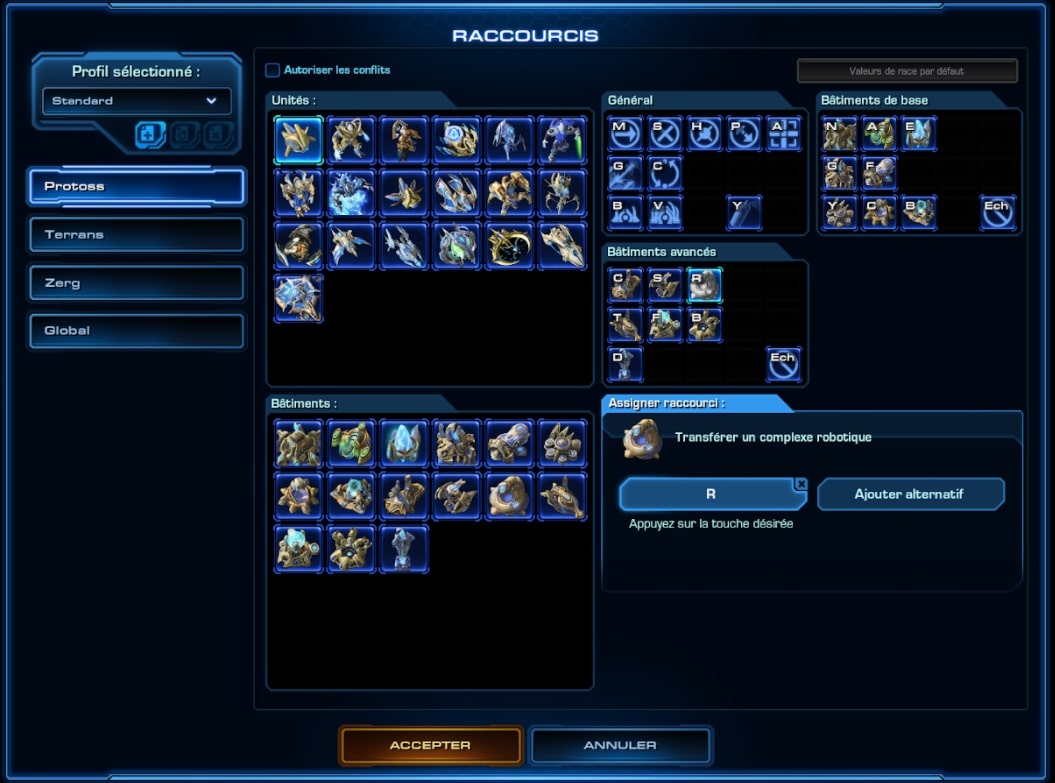 RACCOURCIS
Profil sélectionné :
Standard
Protoss
Terrans
Zerg
Global
Autoriser les conflits
Valeurs de race par défaut
Unités :
Général
M S H P A
G C
B V Y
Bâtiments de base
N A E
G F
Y C B Ech
Bâtiments avancés
C S R
T F B
D Ech
Bâtiments :
Assigner raccourci :
Transférer un complexe robotique
R
Ajouter alternatif
Appuyez sur la touche désirée
ACCEPTER
ANNULER